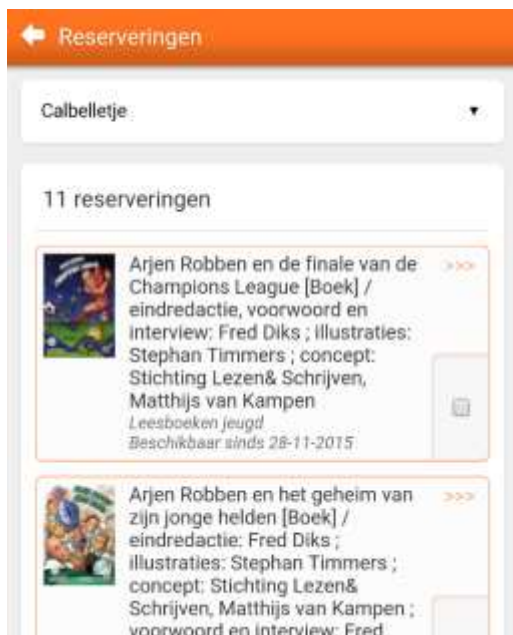 Reserveringen
Calbelletje
11 reserveringen
Arjen Robben en de finale van de
>>>
Champions League [Boek] /
eindredactie, voorwoord en
interview: Fred Diks ; illustraties:
Stephan Timmers ; concept:
Stichting Lezen& Schrijven,
Matthijs van Kampen
Leesboeken jeugd
Beschikbaar sinds 28-11-2015
Arjen Robben en het geheim van
>>>
zijn jonge helden [Boek] /
eindredactie: Fred Diks ;
illustraties: Stephan Timmers ;
concept: Stichting Lezen&
Schrijven, Matthijs van Kampen ;
voorwoord en interview: Fred